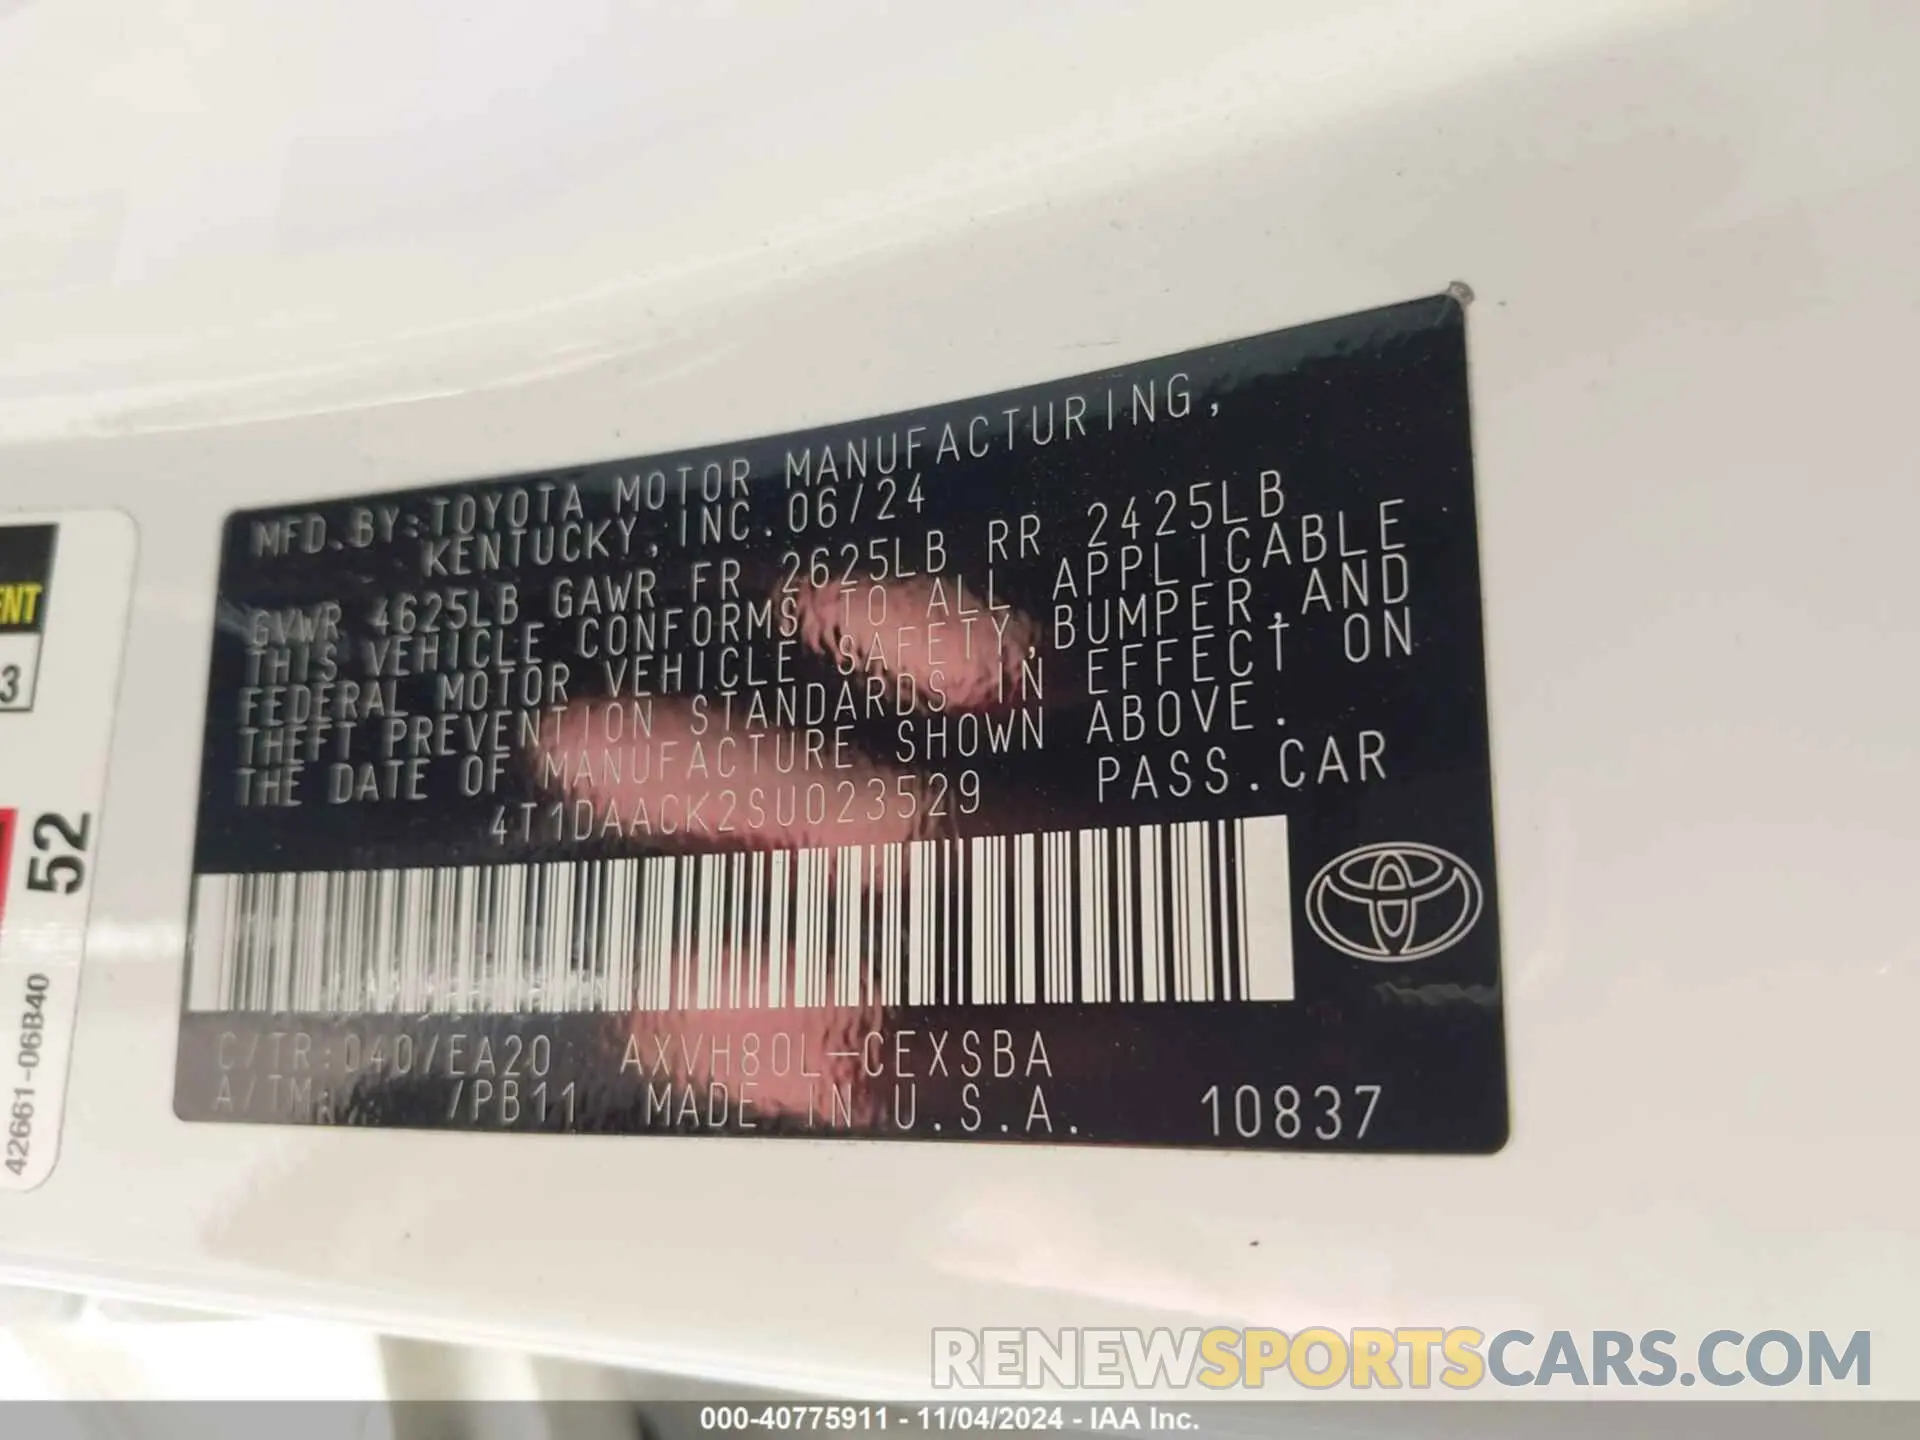 MFD.BY:TOYOTA MOTOR MANUFACTURING,
KENTUCKY,INC.06/24
GVWR 4625LB GAWR FR 2625LB RR 2425LB
THIS VEHICLE CONFORMS TO ALL APPLICABLE
FEDERAL MOTOR VEHICLE SAFETY,BUMPER,AND
THEFT PREVENTION STANDARDS IN EFFECT ON
THE DATE OF MANUFACTURE SHOWN ABOVE.
4T1DAACK2SU023529 PASS.CAR
C/TR:040/EA20 AXVH80L-CEXSBA
A/TM: /PB11 MADE IN U.S.A. 10837
52
42661-06B40
RENEWSPORTSCARS.COM
000-40775911 - 11/04/2024 - IAA Inc.